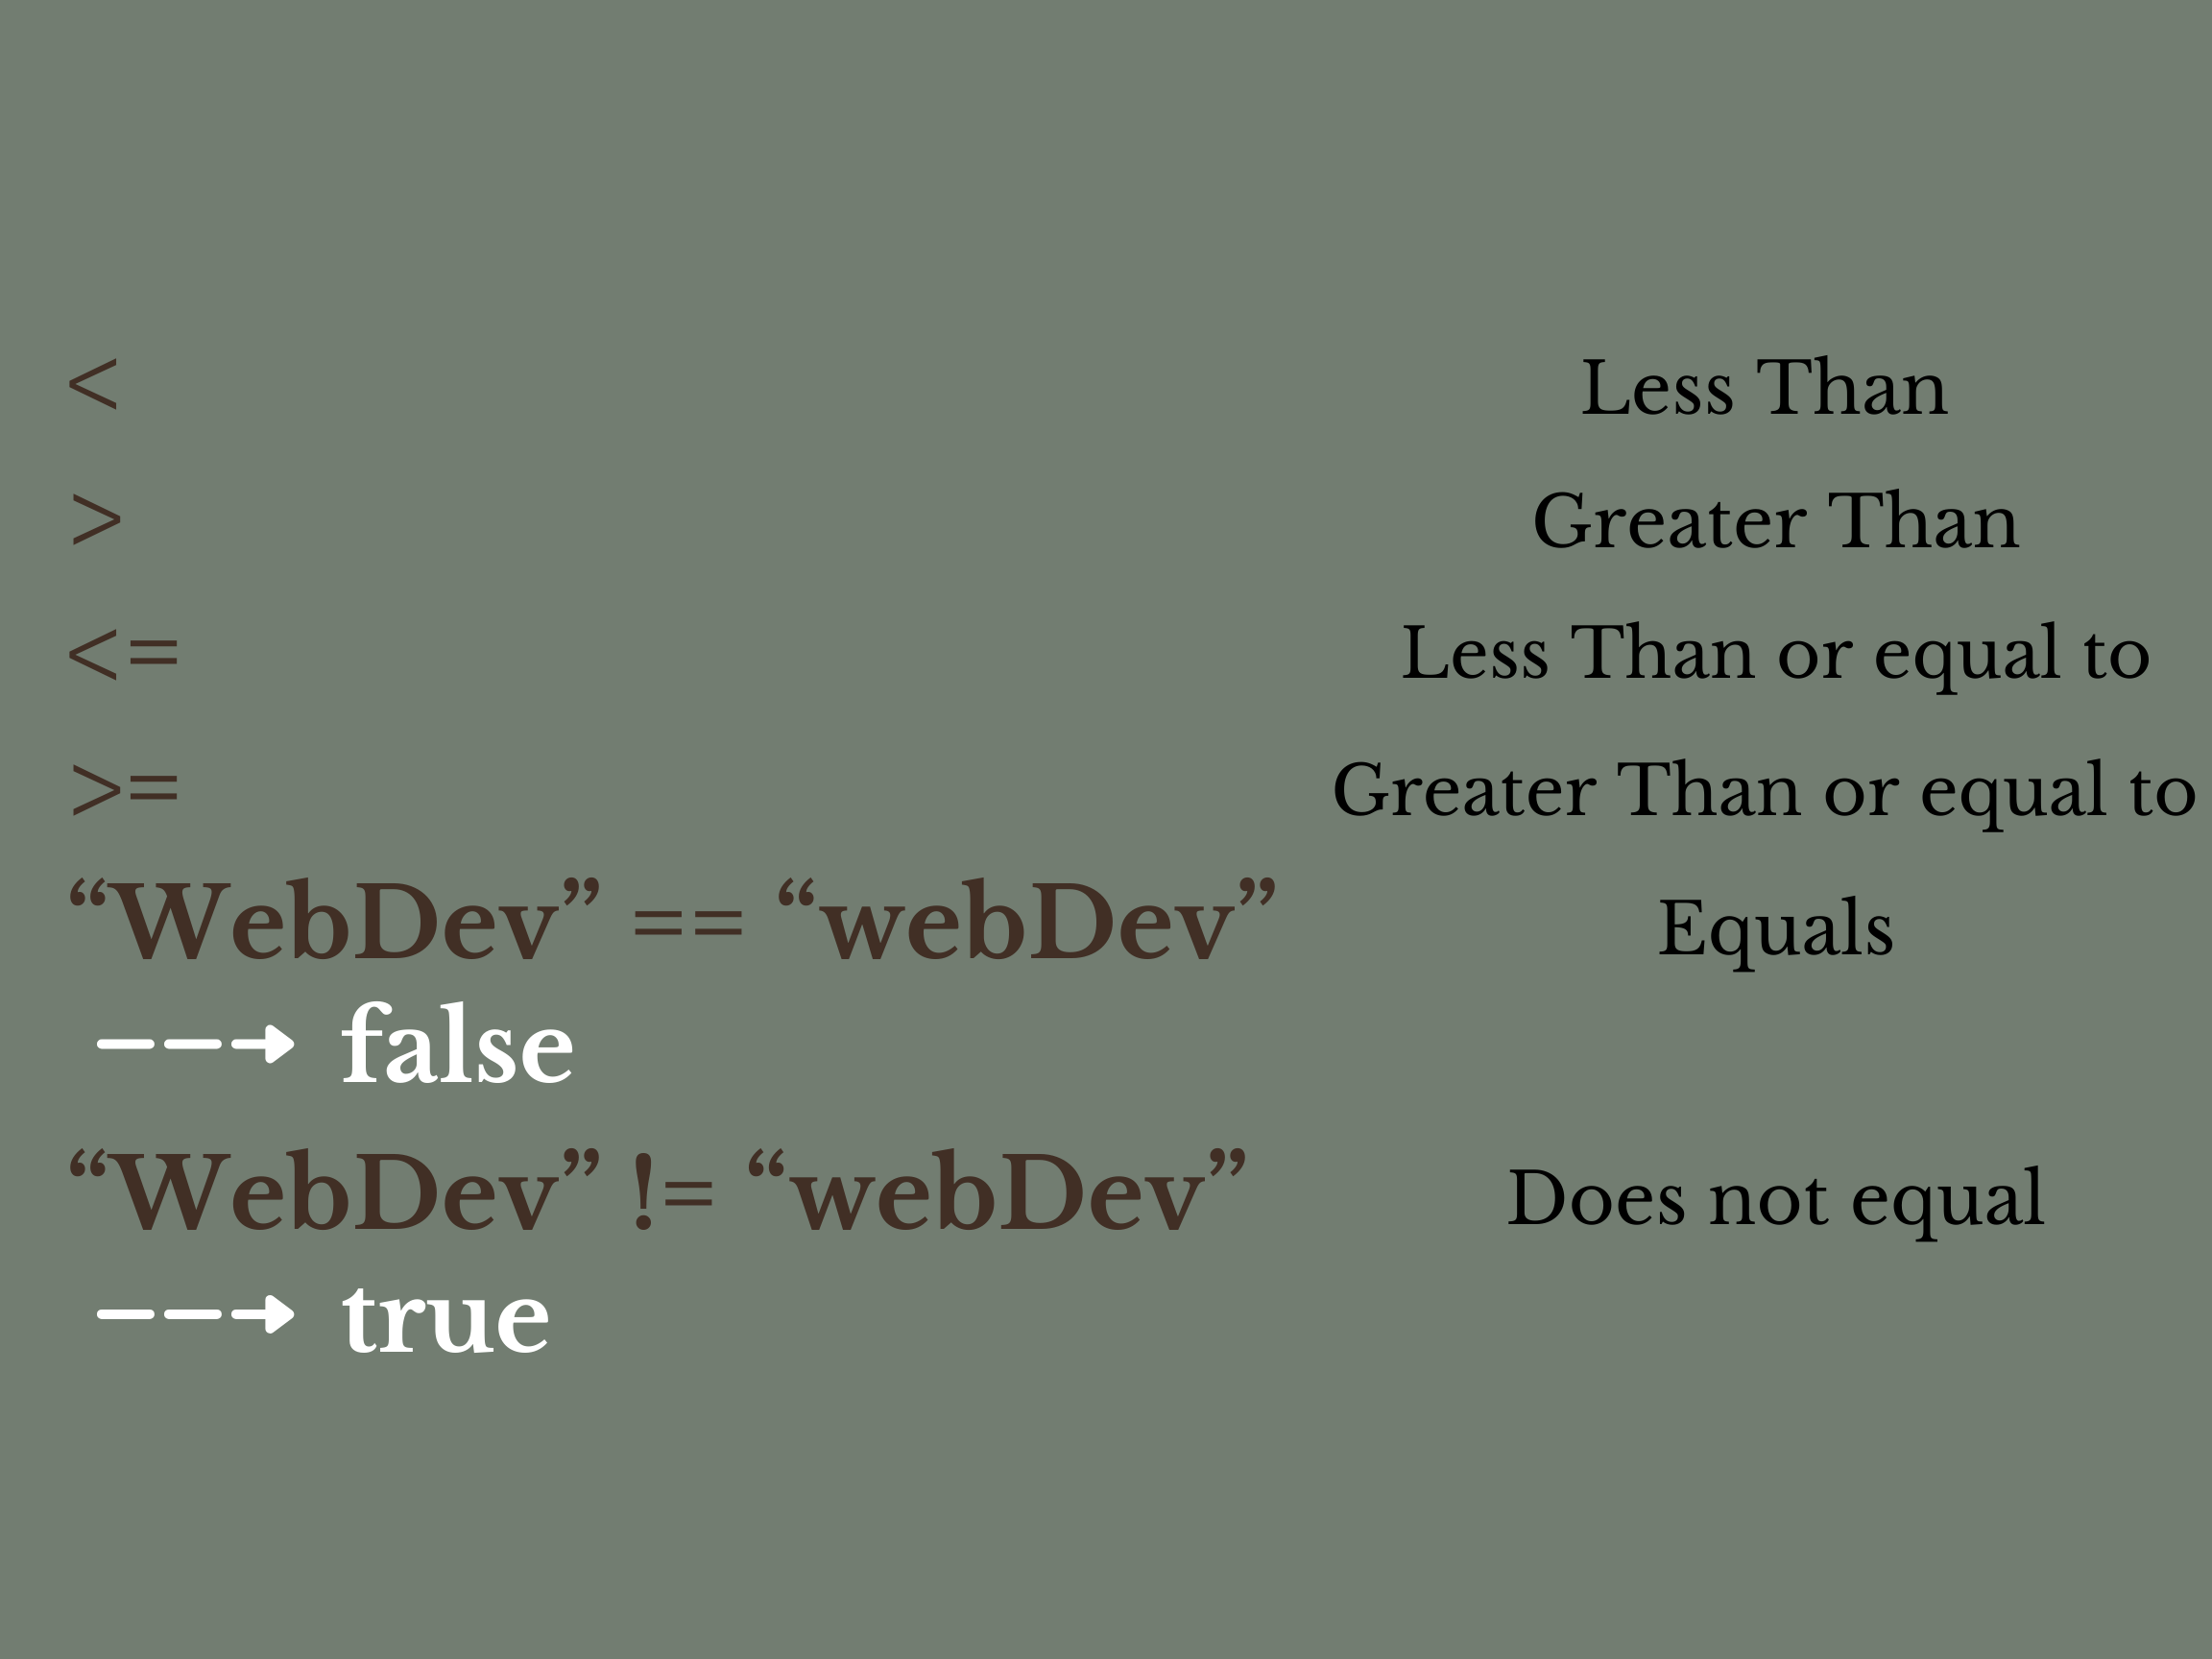 < Less Than
> Greater Than
<= Less Than or equal to
>= Greater Than or equal to
“WebDev” == “webDev” Equals
false
“WebDev” != “webDev” Does not equal
true